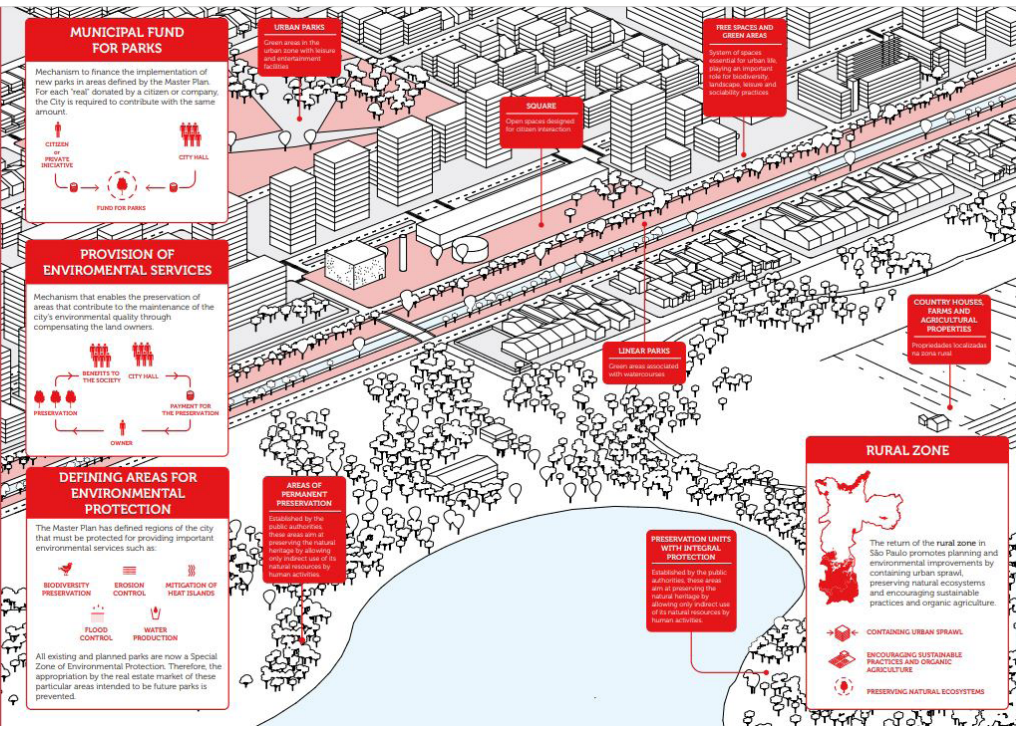 MUNICIPAL FUND
FOR PARKS
Mechanism to finance the implementation of
new parks in areas defined by the Master Plan.
For each "real" donated by a citizen or company,
the City is required to contribute with the same
amount.
CITIZEN
or
PRIVATE
INICIATIVE
CITY HALL
FUND FOR PARKS
PROVISION OF
ENVIROMENTAL SERVICES
Mechanism that enables the preservation of
areas that contribute to the maintenance of the
city's environmental quality through
compensating the land owners.
BENEFITS TO
THE SOCIETY
CITY HALL
PRESERVATION
PAYMENT FOR
THE PRESERVATION
OWNER
DEFINING AREAS FOR
ENVIRONMENTAL
PROTECTION
The Master Plan has defined regions of the city
that must be protected for providing important
environmental services such as:
BIODIVERSITY
PRESERVATION
EROSION
CONTROL
MITIGATION OF
HEAT ISLANDS
FLOOD
CONTROL
WATER
PRODUCTION
All existing and planned parks are now a Special
Zone of Environmental Protection. Therefore, the
appropriation by the real estate market of these
particular areas intended to be future parks is
prevented.
URBAN PARKS
Green areas in the
urban zone with leisure
and entertainment
facilities
SQUARE
Open spaces designed
for citizen interaction
FREE SPACES AND
GREEN AREAS
System of spaces
essential for urban life,
playing an important
role for biodiversity,
landscape, leisure and
sociability practices
LINEAR PARKS
Green areas associated
with watercourses
COUNTRY HOUSES,
FARMS AND
AGRICULTURAL
PROPERTIES
Propriedades localizadas
na zona rural
AREAS OF
PERMANENT
PRESERVATION
Established by the
public authorities,
these areas aim at
preserving the natural
heritage by allowing
only indirect use of its
natural resources by
human activities.
PRESERVATION UNITS
WITH INTEGRAL
PROTECTION
Established by the public
authorities, these areas
aim at preserving the
natural heritage by
allowing only indirect use
of its natural resources by
human activities.
RURAL ZONE
The return of the rural zone in
São Paulo promotes planning and
environmental improvements by
containing urban sprawl,
preserving natural ecosystems
and encouraging sustainable
practices and organic agriculture.
CONTAINING URBAN SPRAWL
ENCOURAGING SUSTAINABLE
PRACTICES AND ORGANIC
AGRICULTURE
PRESERVING NATURAL ECOSYSTEMS